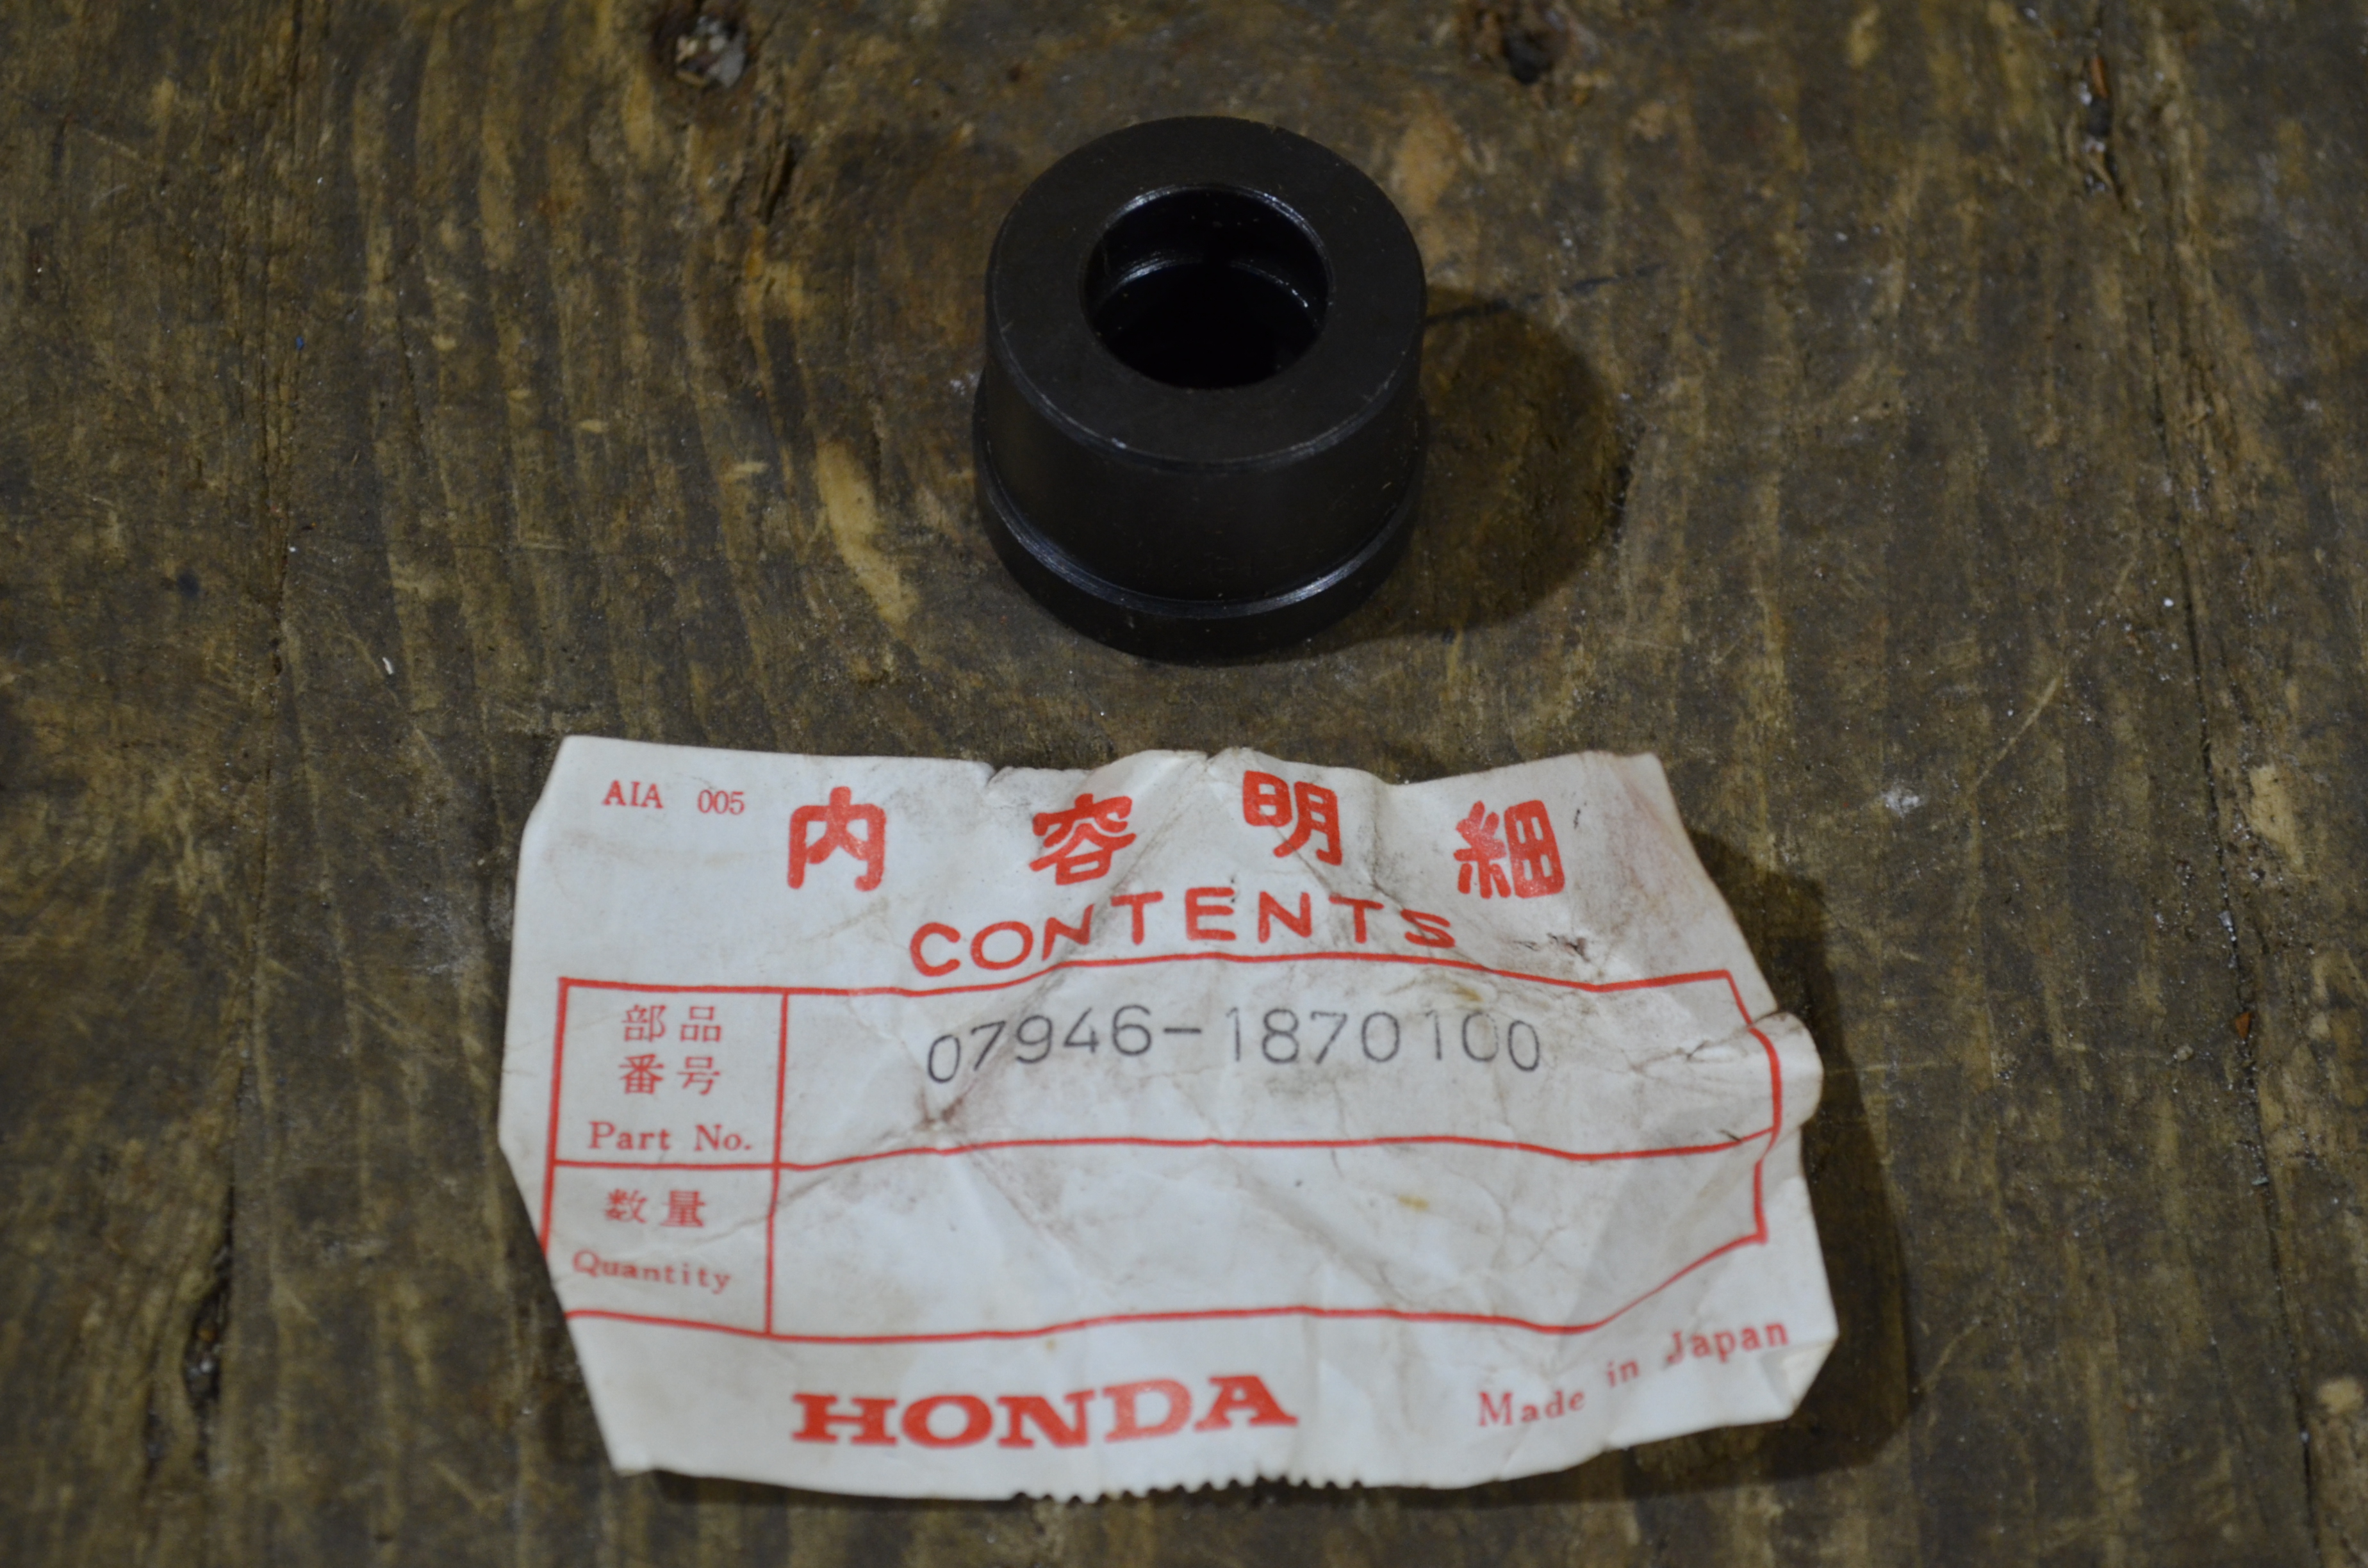 AIA 005
内容明細
CONTENTS
部品
番号
Part No.
07946-1870100
数量
Quantity
HONDA
Made in Japan